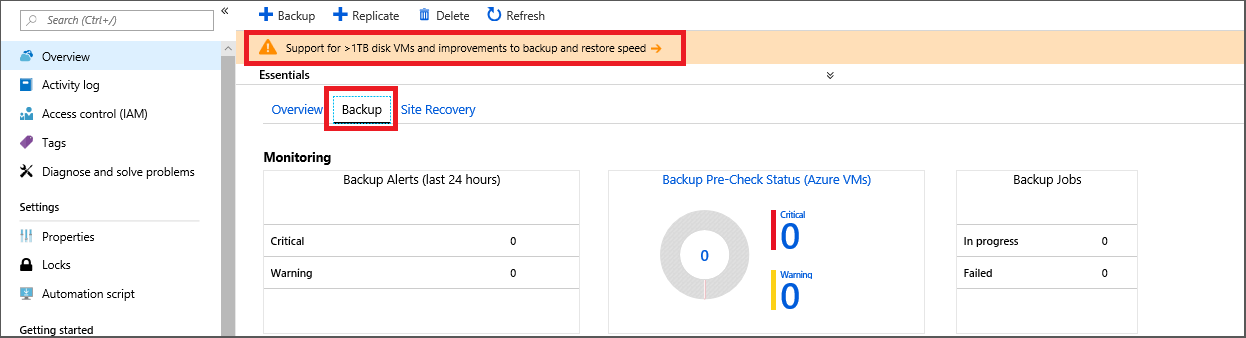 Search (Ctrl+/)
Overview
Activity log
Access control (IAM)
Tags
Diagnose and solve problems
Settings
Properties
Locks
Automation script
Getting started
Backup Replicate Delete Refresh
Support for >1TB disk VMs and improvements to backup and restore speed →
Essentials
Overview Backup Site Recovery
Monitoring
Backup Alerts (last 24 hours)
Critical 0
Warning 0
Backup Pre-Check Status (Azure VMs)
0
Critical
0
Warning
0
Backup Jobs
In progress 0
Failed 0